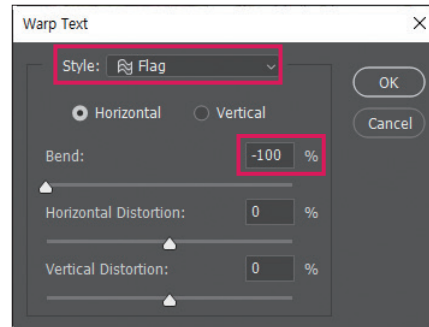 Warp Text
Style: Flag
Horizontal Vertical
Bend: -100 %
Horizontal Distortion: 0 %
Vertical Distortion: 0 %
OK
Cancel